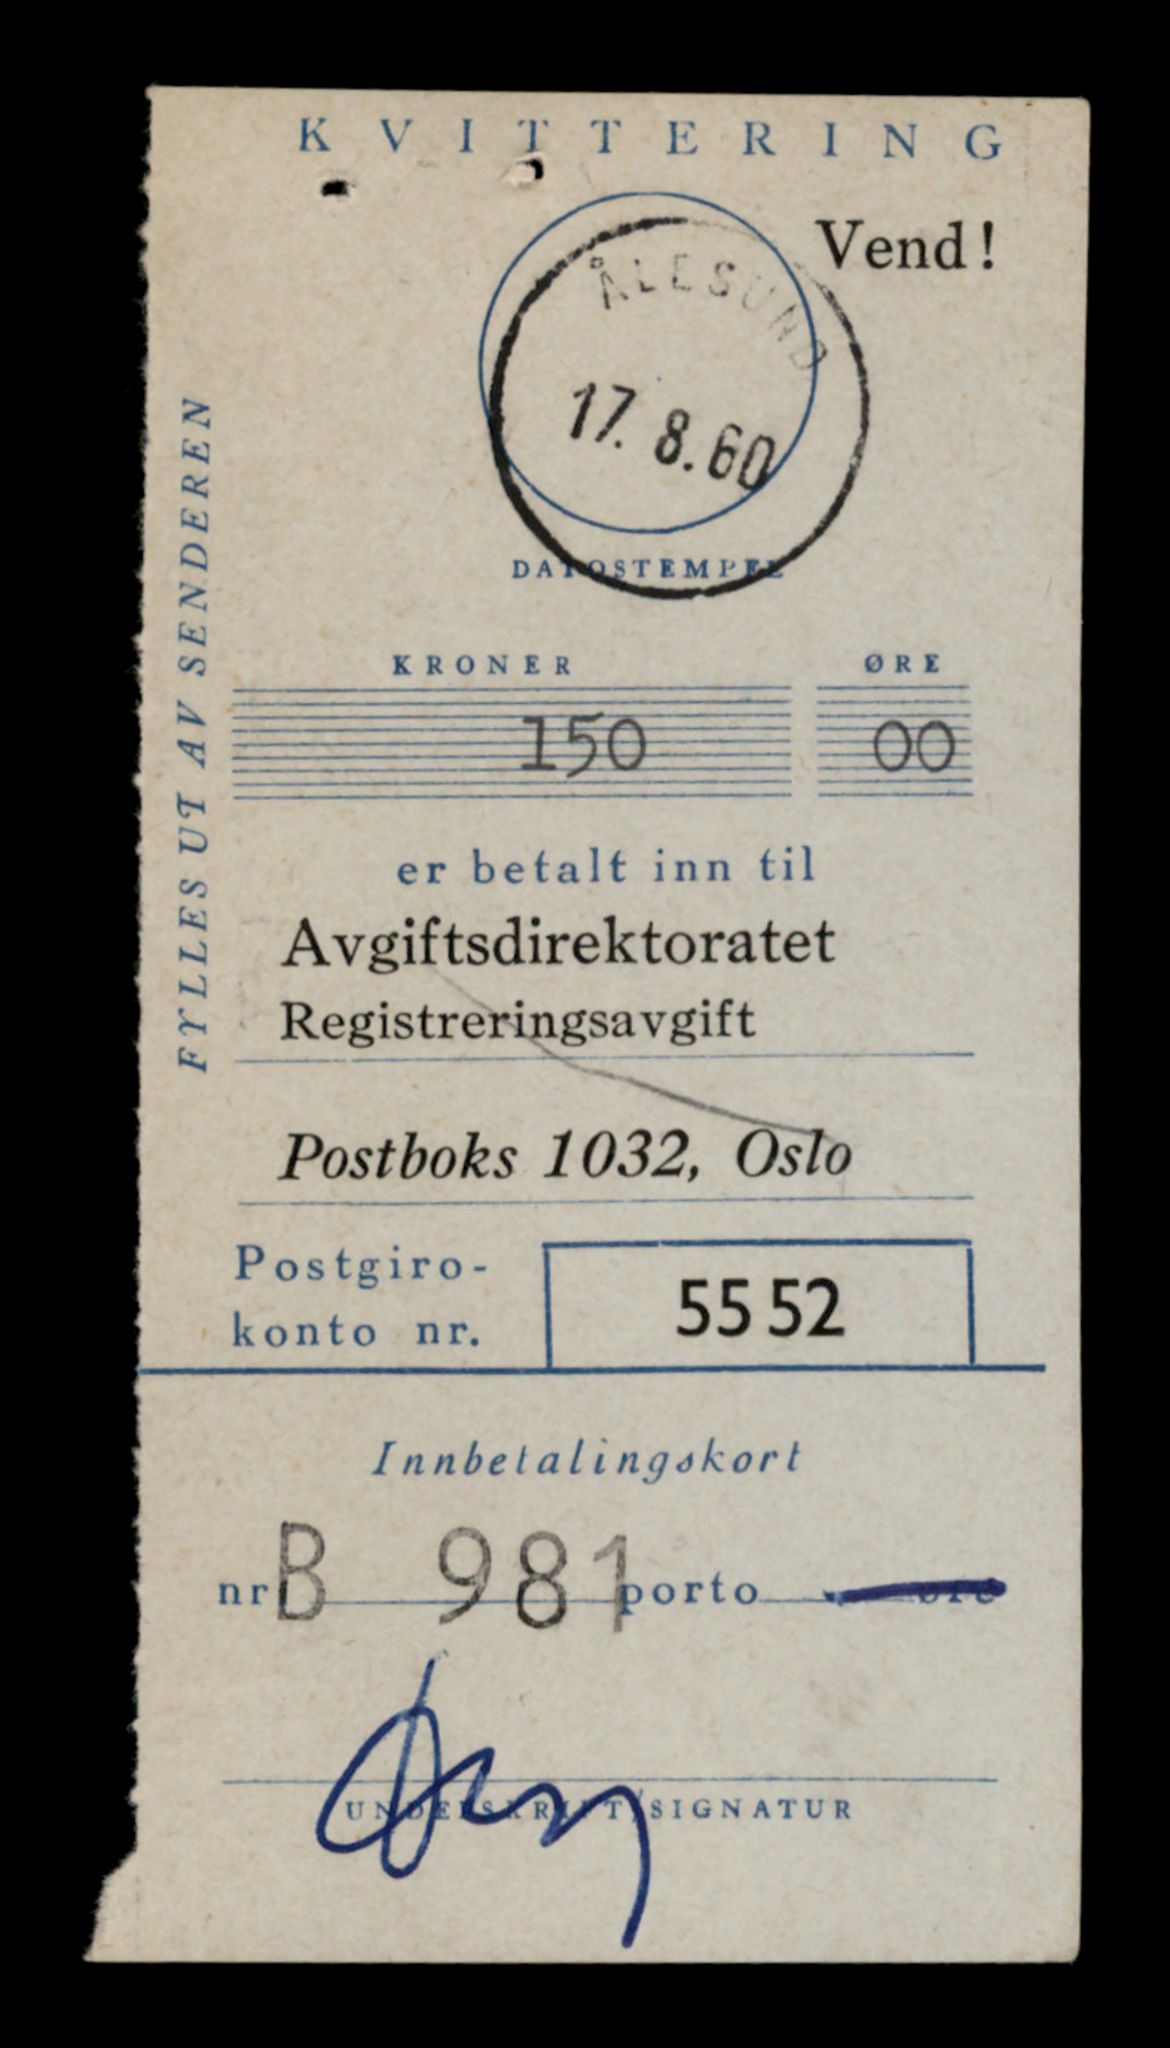 KVITTERING
Vend!
ÅLESUND
17. 8. 60
DATOSTEMPEL
FYLLES UT AV SENDEREN
KRONER ØRE
150 00
er betalt inn til
Avgiftsdirektoratet
Registreringsavgift
Postboks 1032, Oslo
Postgiro-
konto nr. 55 52
Innbetalingskort
nr B 981 porto øre
UNDERSKRIFT/SIGNATUR